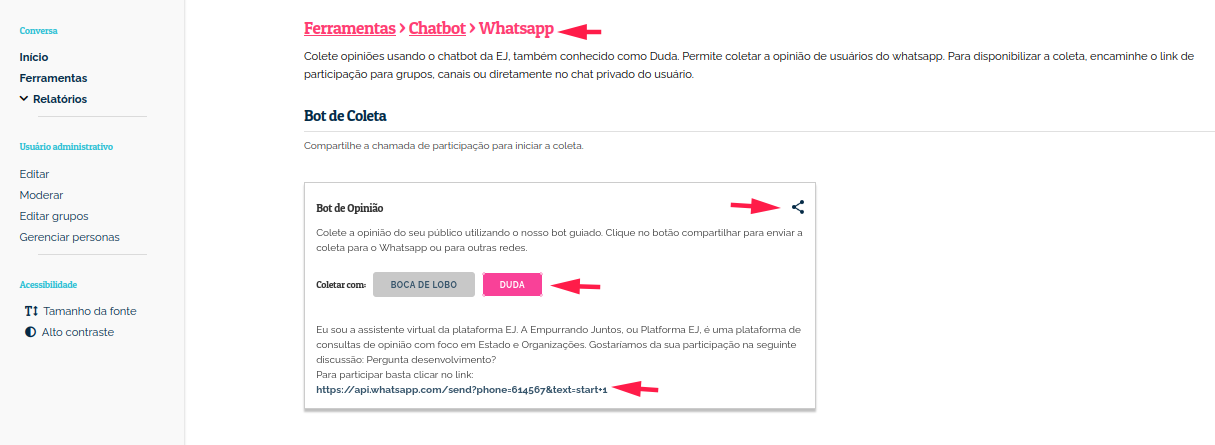 Conversa
Início
Ferramentas
Relatórios
Usuário administrativo
Editar
Moderar
Editar grupos
Gerenciar personas
Acessibilidade
Tamanho da fonte
Alto contraste
Ferramentas > Chatbot > Whatsapp
Colete opiniões usando o chatbot da EJ, também conhecido como Duda. Permite coletar a opinião de usuários do whatsapp. Para disponibilizar a coleta, encaminhe o link de
participação para grupos, canais ou diretamente no chat privado do usuário.
Bot de Coleta
Compartilhe a chamada de participação para iniciar a coleta.
Bot de Opinião
Colete a opinião do seu público utilizando o nosso bot guiado. Clique no botão compartilhar para enviar a
coleta para o Whatsapp ou para outras redes.
Coletar com: BOCA DE LOBO DUDA
Eu sou a assistente virtual da plataforma EJ. A Empurrando Juntos, ou Platforma EJ, é uma plataforma de
consultas de opinião com foco em Estado e Organizações. Gostaríamos da sua participação na seguinte
discussão: Pergunta desenvolvimento?
Para participar basta clicar no link:
https://api.whatsapp.com/send?phone=614567&text=start+1